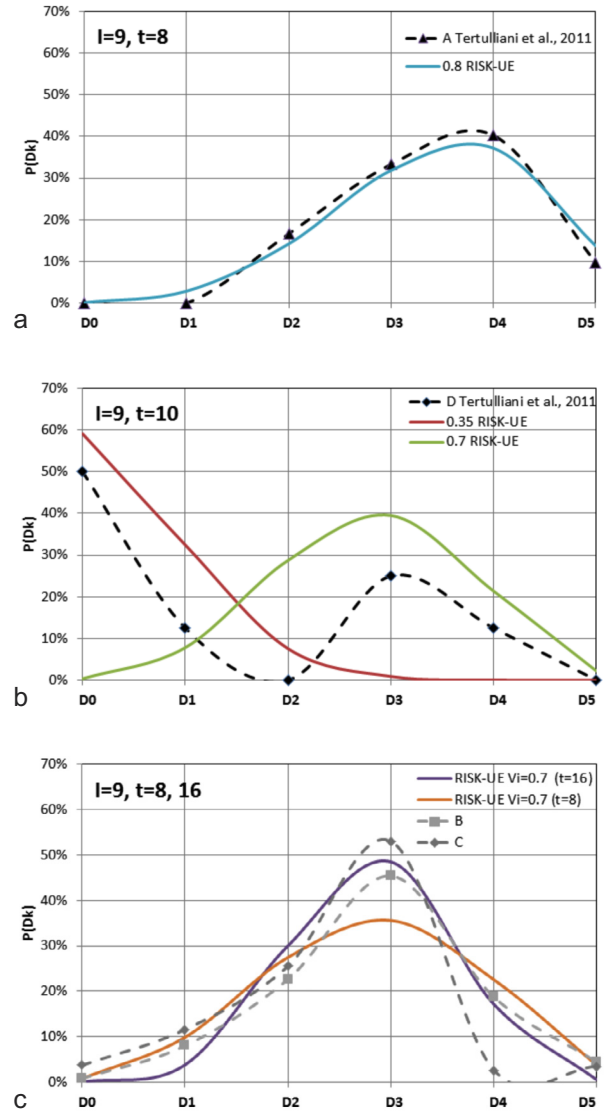 70%
60%
50%
40%
30%
20%
10%
0%
P(Dk)
I=9, t=8
A Tertulliani et al., 2011
0.8 RISK-UE
D0 D1 D2 D3 D4 D5
a
70%
60%
50%
40%
30%
20%
10%
0%
P(Dk)
I=9, t=10
D Tertulliani et al., 2011
0.35 RISK-UE
0.7 RISK-UE
D0 D1 D2 D3 D4 D5
b
70%
60%
50%
40%
30%
20%
10%
0%
P(Dk)
I=9, t=8, 16
RISK-UE Vi=0.7 (t=16)
RISK-UE Vi=0.7 (t=8)
B
C
D0 D1 D2 D3 D4 D5
c